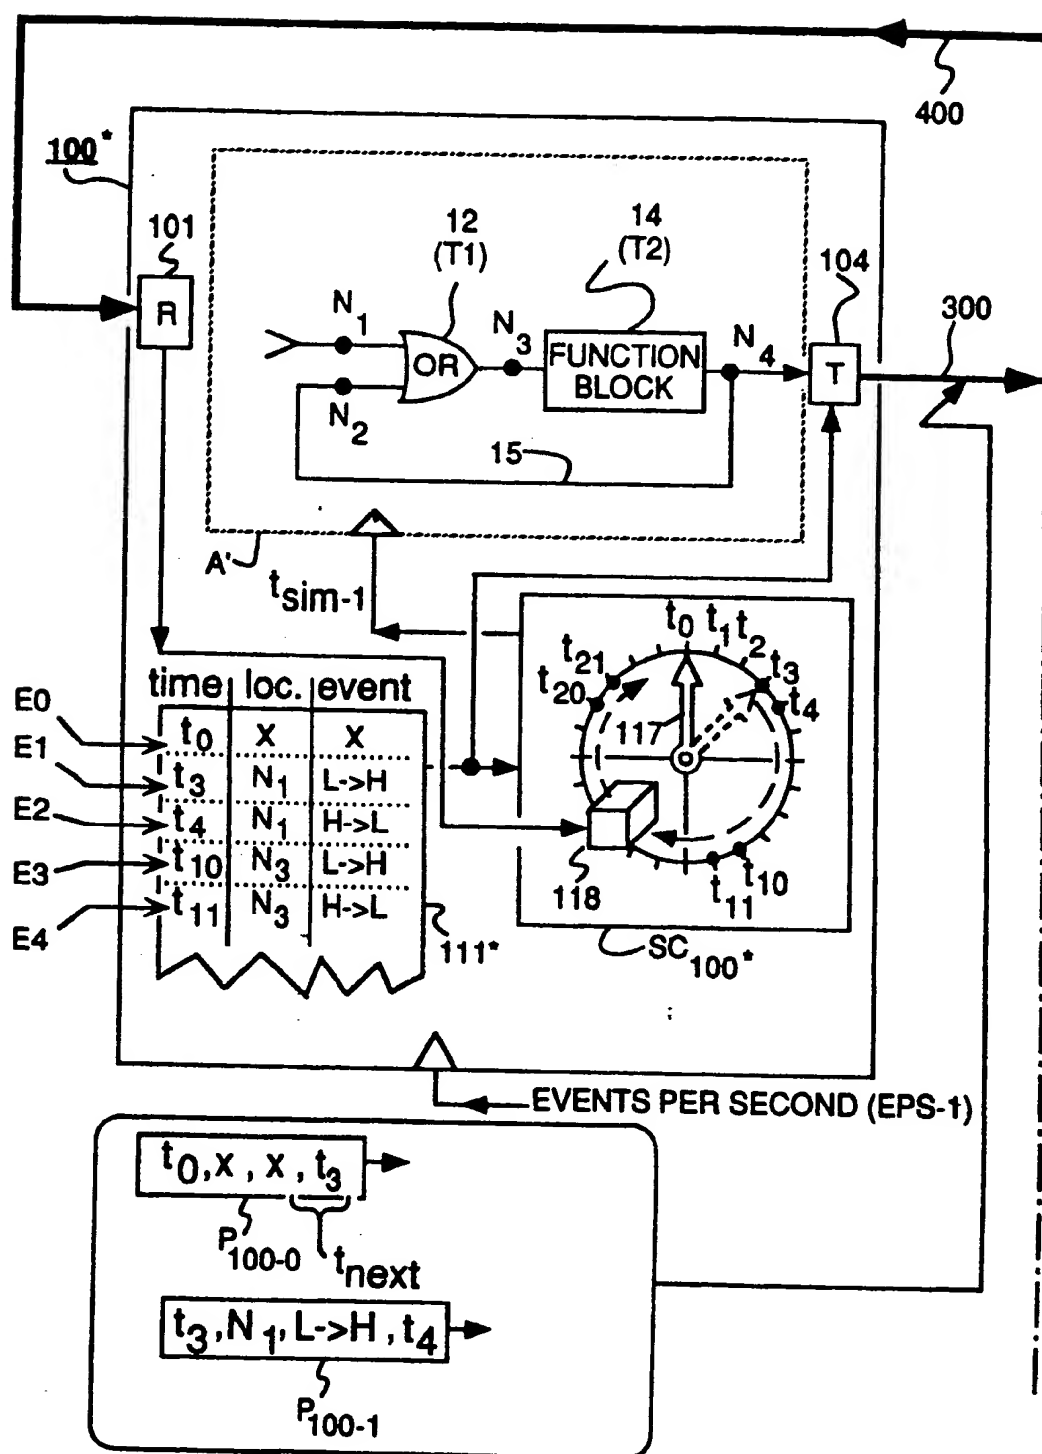 400
100*
101
R
12
(T1)
14
(T2)
104
300
N1
N2
OR
N3
FUNCTION
BLOCK
N4
T
15
A'
tsim-1
time loc. event
E0
t0 X X
E1
t3 N1 L->H
E2
t4 N1 H->L
E3
t10 N3 L->H
E4
t11 N3 H->L
111*
t0 t1 t2
t3
t4
t21
t20
117
118
t10
t11
SC100*
EVENTS PER SECOND (EPS-1)
t0,x,x,t3
P100-0
tnext
t3,N1,L->H,t4
P100-1